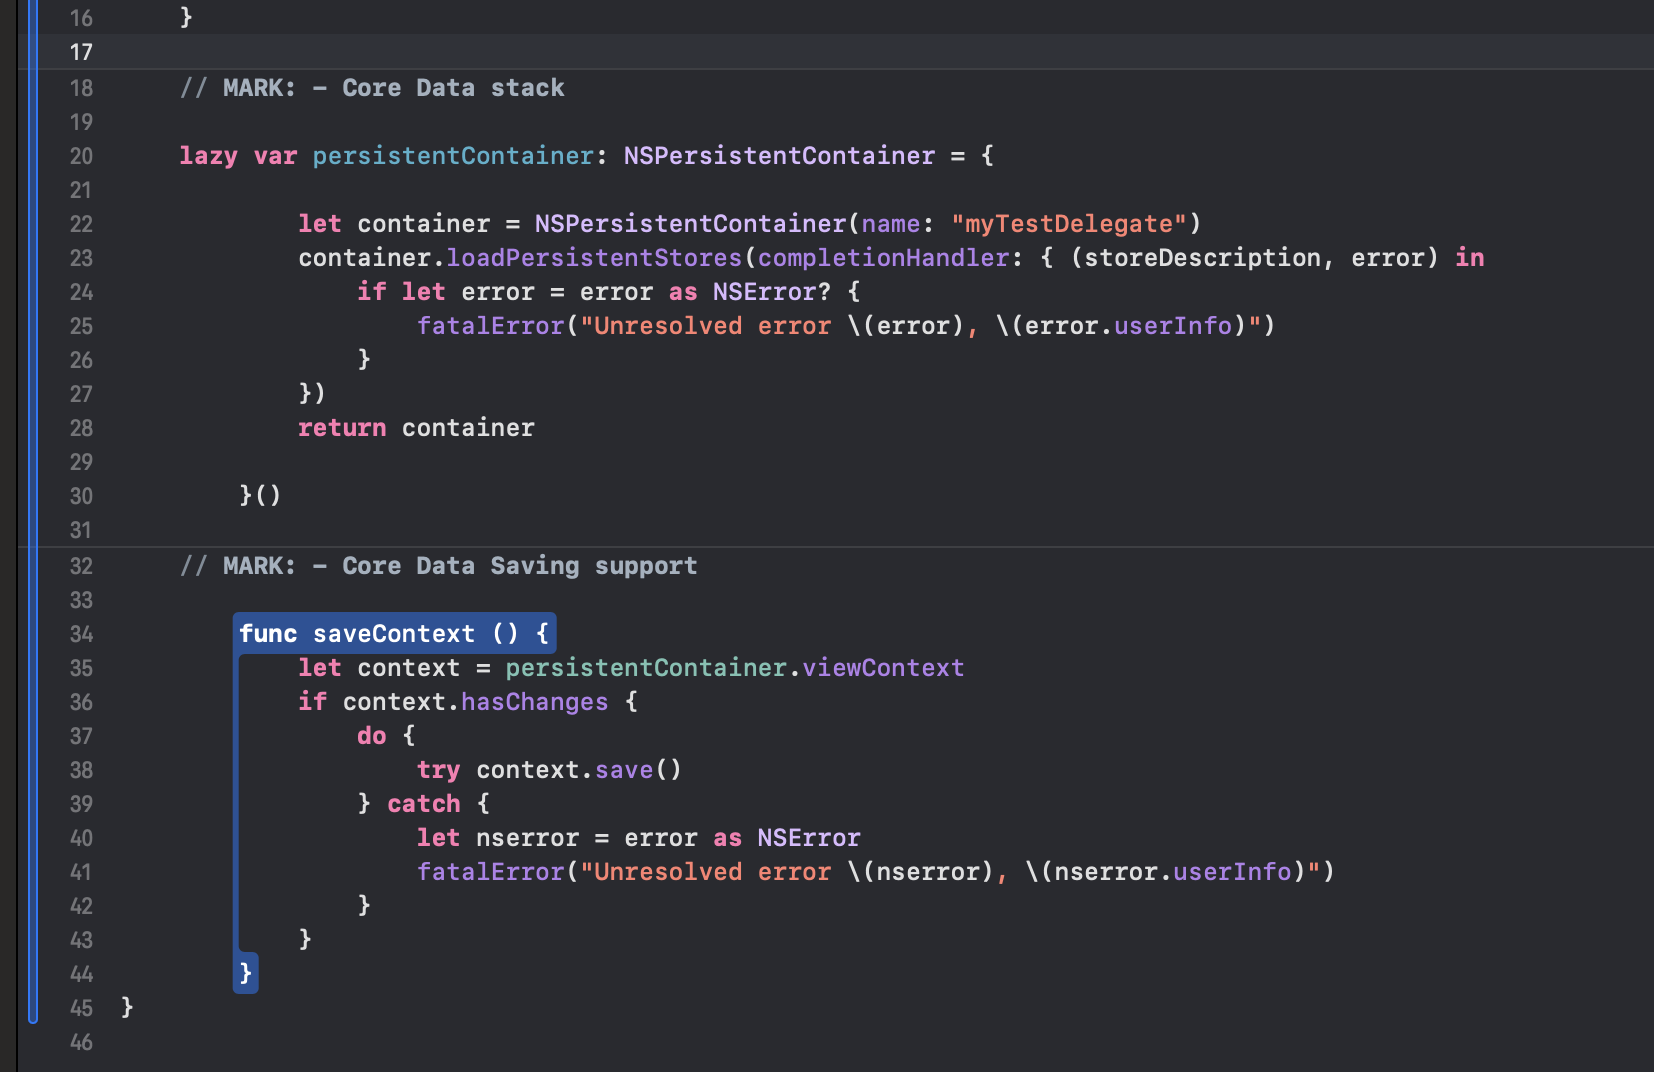 16 }
17
18 // MARK: - Core Data stack
19
20 lazy var persistentContainer: NSPersistentContainer = {
21
22 let container = NSPersistentContainer(name: "myTestDelegate")
23 container.loadPersistentStores(completionHandler: { (storeDescription, error) in
24 if let error = error as NSError? {
25 fatalError("Unresolved error \(error), \(error.userInfo)")
26 }
27 })
28 return container
29
30 }()
31
32 // MARK: - Core Data Saving support
33
34 func saveContext () {
35 let context = persistentContainer.viewContext
36 if context.hasChanges {
37 do {
38 try context.save()
39 } catch {
40 let nserror = error as NSError
41 fatalError("Unresolved error \(nserror), \(nserror.userInfo)")
42 }
43 }
44 }
45 }
46